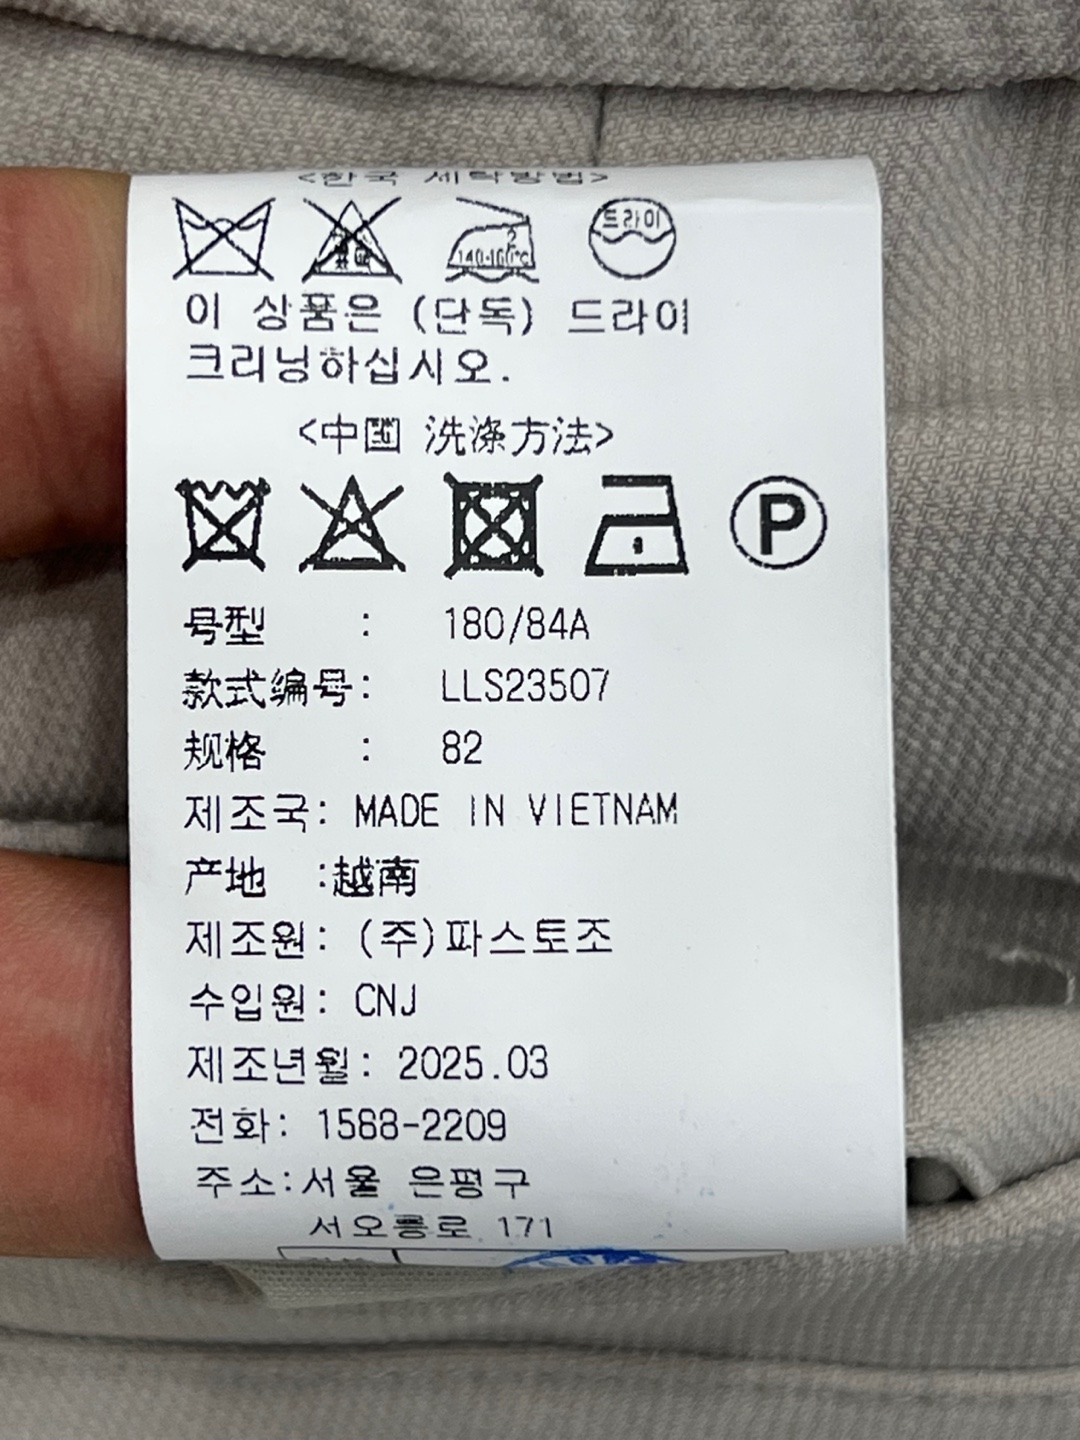 <한국 세탁방법>
드라이
2
140-160℃
이 상품은 (단독) 드라이
크리닝하십시오.
<中國 洗涤方法>
P
号型 : 180/84A
款式编号: LLS23507
规格 : 82
제조국: MADE IN VIETNAM
产地 :越南
제조원: (주)파스토조
수입원: CNJ
제조년월: 2025.03
전화: 1568-2209
주소:서울 은평구
서오릉로 171